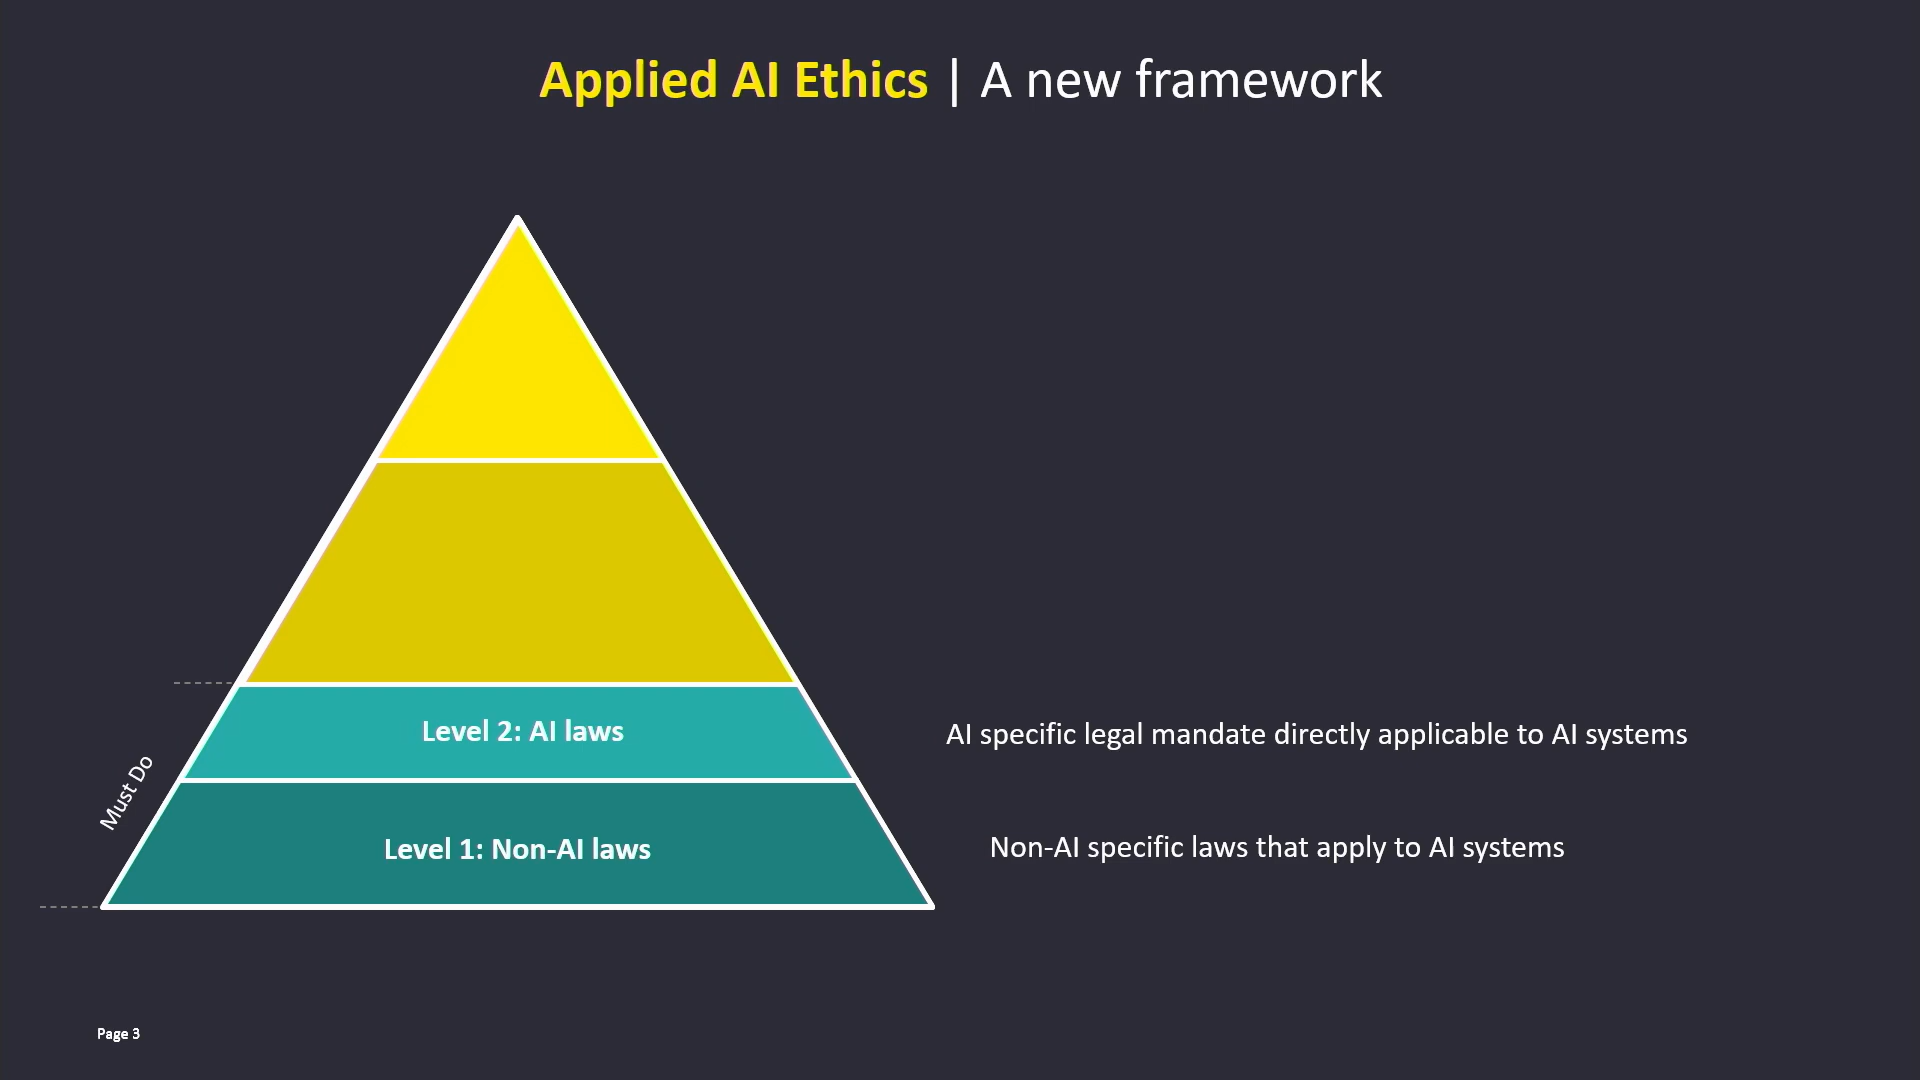 Applied AI Ethics | A new framework
Level 2: AI laws
AI specific legal mandate directly applicable to AI systems
Must Do
Level 1: Non-AI laws
Non-AI specific laws that apply to AI systems
Page 3